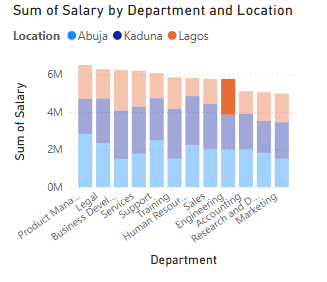 Sum of Salary by Department and Location
Location Abuja Kaduna Lagos
Sum of Salary
6M
4M
2M
0M
Product Mana...
Legal
Business Devel...
Services
Support
Training
Human Resour...
Sales
Engineering
Accounting
Research and D...
Marketing
Department